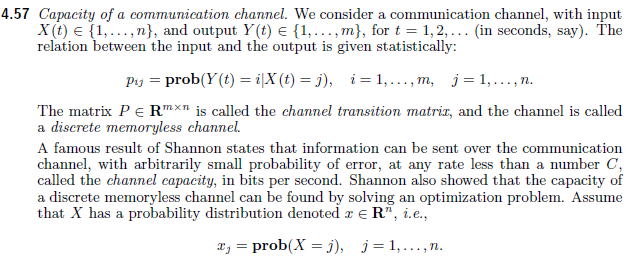 4.57 Capacity of a communication channel. We consider a communication channel, with input
X(t) ∈ {1, . . . , n}, and output Y(t) ∈ {1, . . . , m}, for t = 1, 2, . . . (in seconds, say). The
relation between the input and the output is given statistically:
p_ij = prob(Y(t) = i|X(t) = j), i = 1, . . . , m, j = 1, . . . , n.
The matrix P ∈ R^{m×n} is called the channel transition matrix, and the channel is called
a discrete memoryless channel.
A famous result of Shannon states that information can be sent over the communication
channel, with arbitrarily small probability of error, at any rate less than a number C,
called the channel capacity, in bits per second. Shannon also showed that the capacity of
a discrete memoryless channel can be found by solving an optimization problem. Assume
that X has a probability distribution denoted x ∈ R^n, i.e.,
x_j = prob(X = j), j = 1, . . . , n.